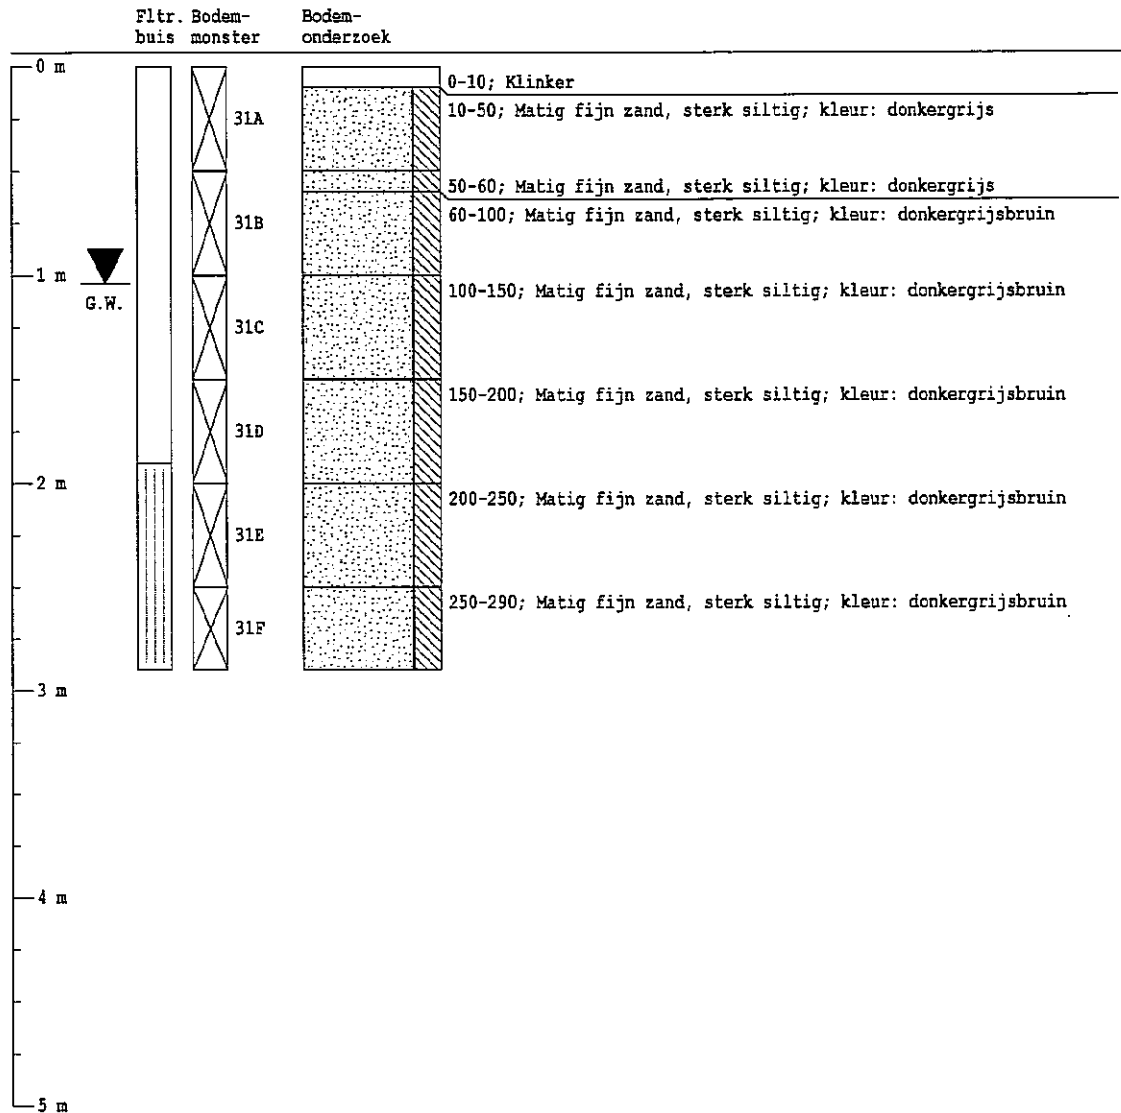 Fltr. Bodem- Bodem-
buis monster onderzoek
0 m
0-10; Klinker
10-50; Matig fijn zand, sterk siltig; kleur: donkergrijs
31A
50-60; Matig fijn zand, sterk siltig; kleur: donkergrijs
60-100; Matig fijn zand, sterk siltig; kleur: donkergrijsbruin
31B
1 m
G.W.
100-150; Matig fijn zand, sterk siltig; kleur: donkergrijsbruin
31C
150-200; Matig fijn zand, sterk siltig; kleur: donkergrijsbruin
31D
2 m
200-250; Matig fijn zand, sterk siltig; kleur: donkergrijsbruin
31E
250-290; Matig fijn zand, sterk siltig; kleur: donkergrijsbruin
31F
3 m
4 m
5 m